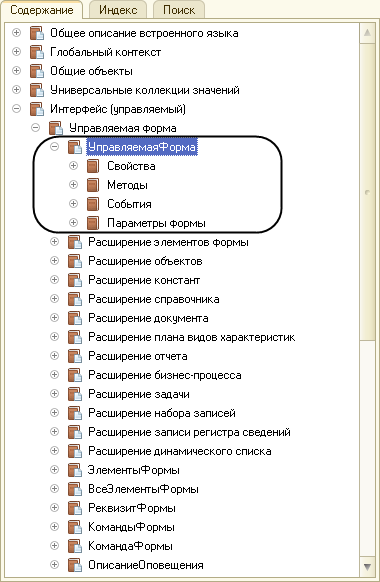 Содержание Индекс Поиск
Общее описание встроенного языка
Глобальный контекст
Общие объекты
Универсальные коллекции значений
Интерфейс (управляемый)
Управляемая форма
УправляемаяФорма
Свойства
Методы
События
Параметры формы
Расширение элементов формы
Расширение объектов
Расширение констант
Расширение справочника
Расширение документа
Расширение плана видов характеристик
Расширение отчета
Расширение бизнес-процесса
Расширение задачи
Расширение набора записей
Расширение записи регистра сведений
Расширение динамического списка
ЭлементыФормы
ВсеЭлементыФормы
РеквизитФормы
КомандыФормы
КомандаФормы
ОписаниеОповещения